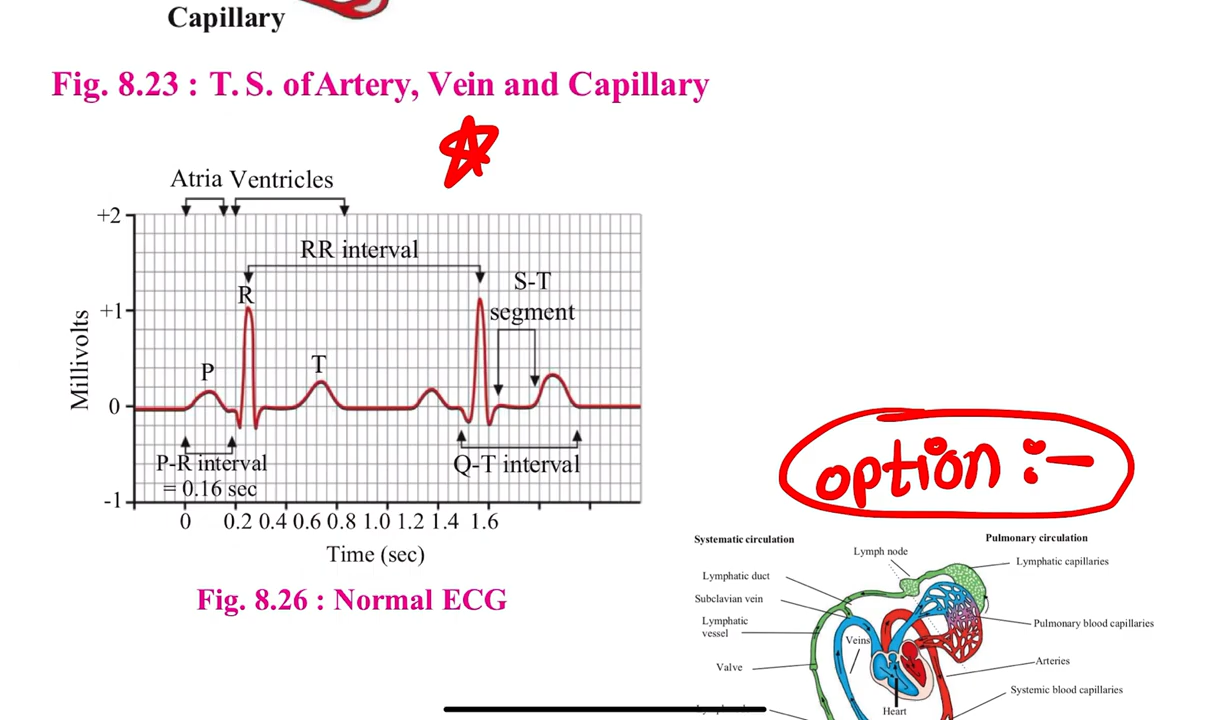 Capillary
Fig. 8.23 : T. S. of Artery, Vein and Capillary
Atria Ventricles
+2
RR interval
S-T
segment
R
+1
P
T
Millivolts
0
P-R interval
= 0.16 sec
Q-T interval
-1
0 0.2 0.4 0.6 0.8 1.0 1.2 1.4 1.6
Time (sec)
Fig. 8.26 : Normal ECG
option :-
Systematic circulation
Pulmonary circulation
Lymph node
Lymphatic capillaries
Lymphatic duct
Subclavian vein
Lymphatic
vessel
Pulmonary blood capillaries
Veins
Arteries
Valve
Systemic blood capillaries
Heart